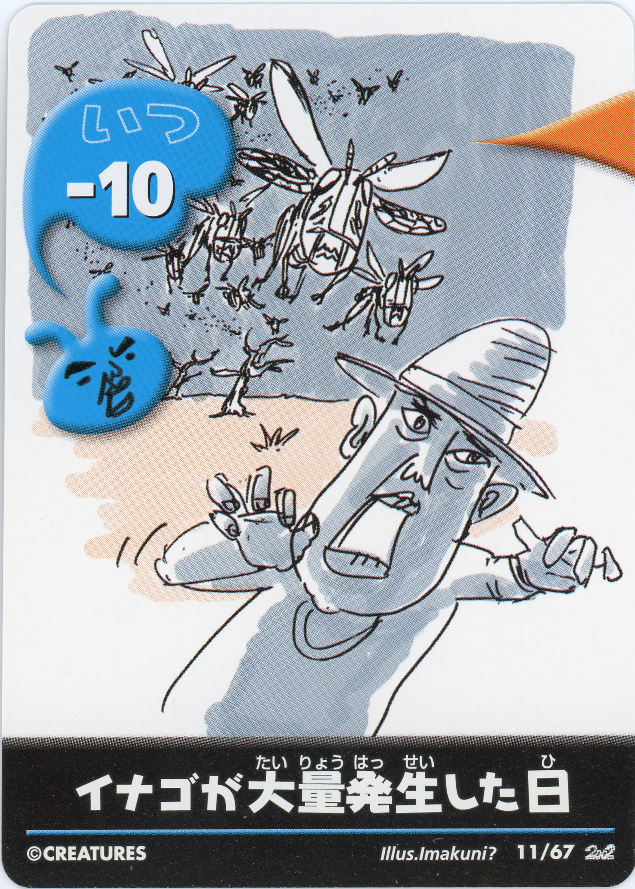 いつ
-10
たい りょう はっ せい ひ
イナゴが大量発生した日
©CREATURES
Illus.Imakuni? 11/67